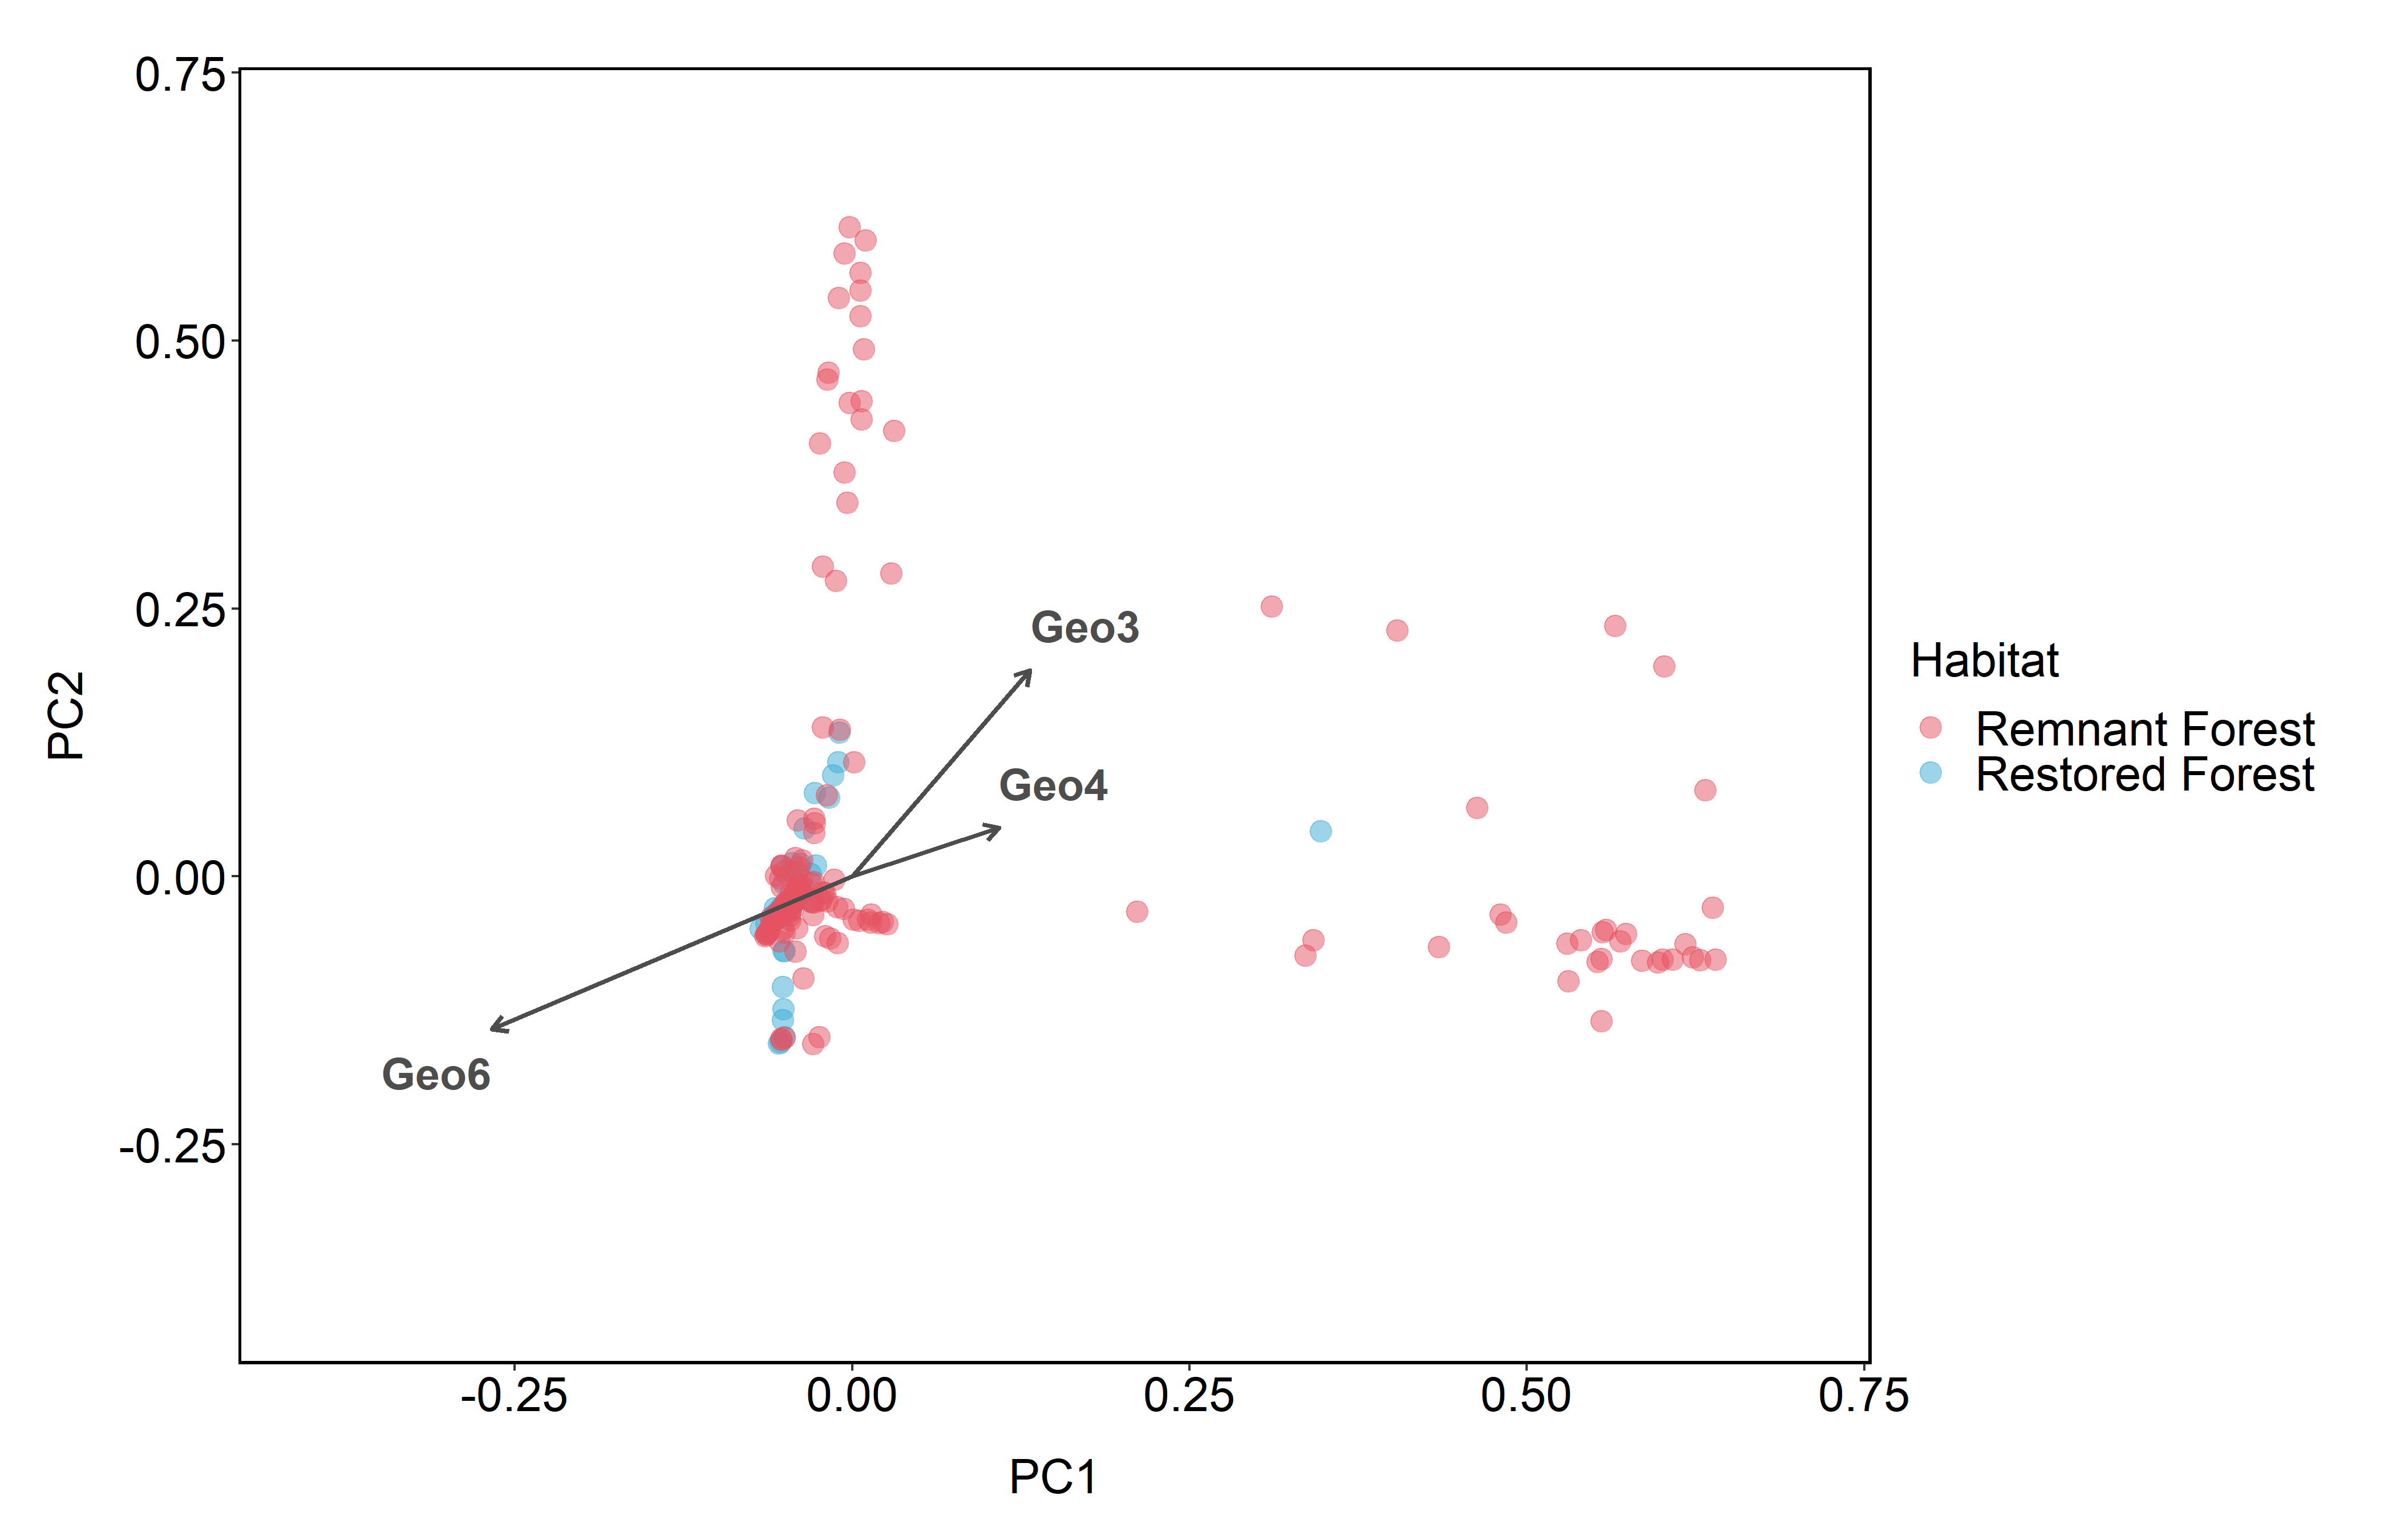 0.75
0.50
0.25
0.00
-0.25
PC2
Geo3
Geo4
Geo6
-0.25
0.00
0.25
0.50
0.75
PC1
Habitat
Remnant Forest
Restored Forest